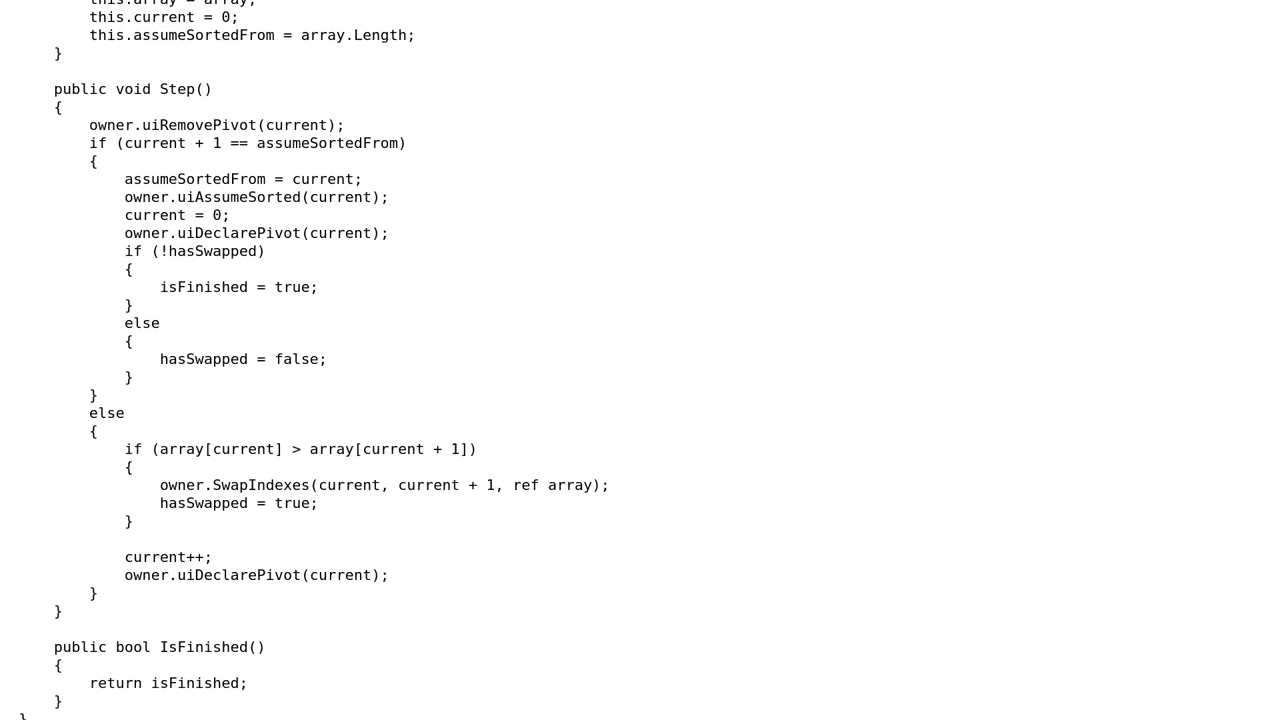 this.array = array;
this.current = 0;
this.assumeSortedFrom = array.Length;
}
public void Step()
{
owner.uiRemovePivot(current);
if (current + 1 == assumeSortedFrom)
{
assumeSortedFrom = current;
owner.uiAssumeSorted(current);
current = 0;
owner.uiDeclarePivot(current);
if (!hasSwapped)
{
isFinished = true;
}
else
{
hasSwapped = false;
}
}
else
{
if (array[current] > array[current + 1])
{
owner.SwapIndexes(current, current + 1, ref array);
hasSwapped = true;
}
current++;
owner.uiDeclarePivot(current);
}
}
public bool IsFinished()
{
return isFinished;
}
}